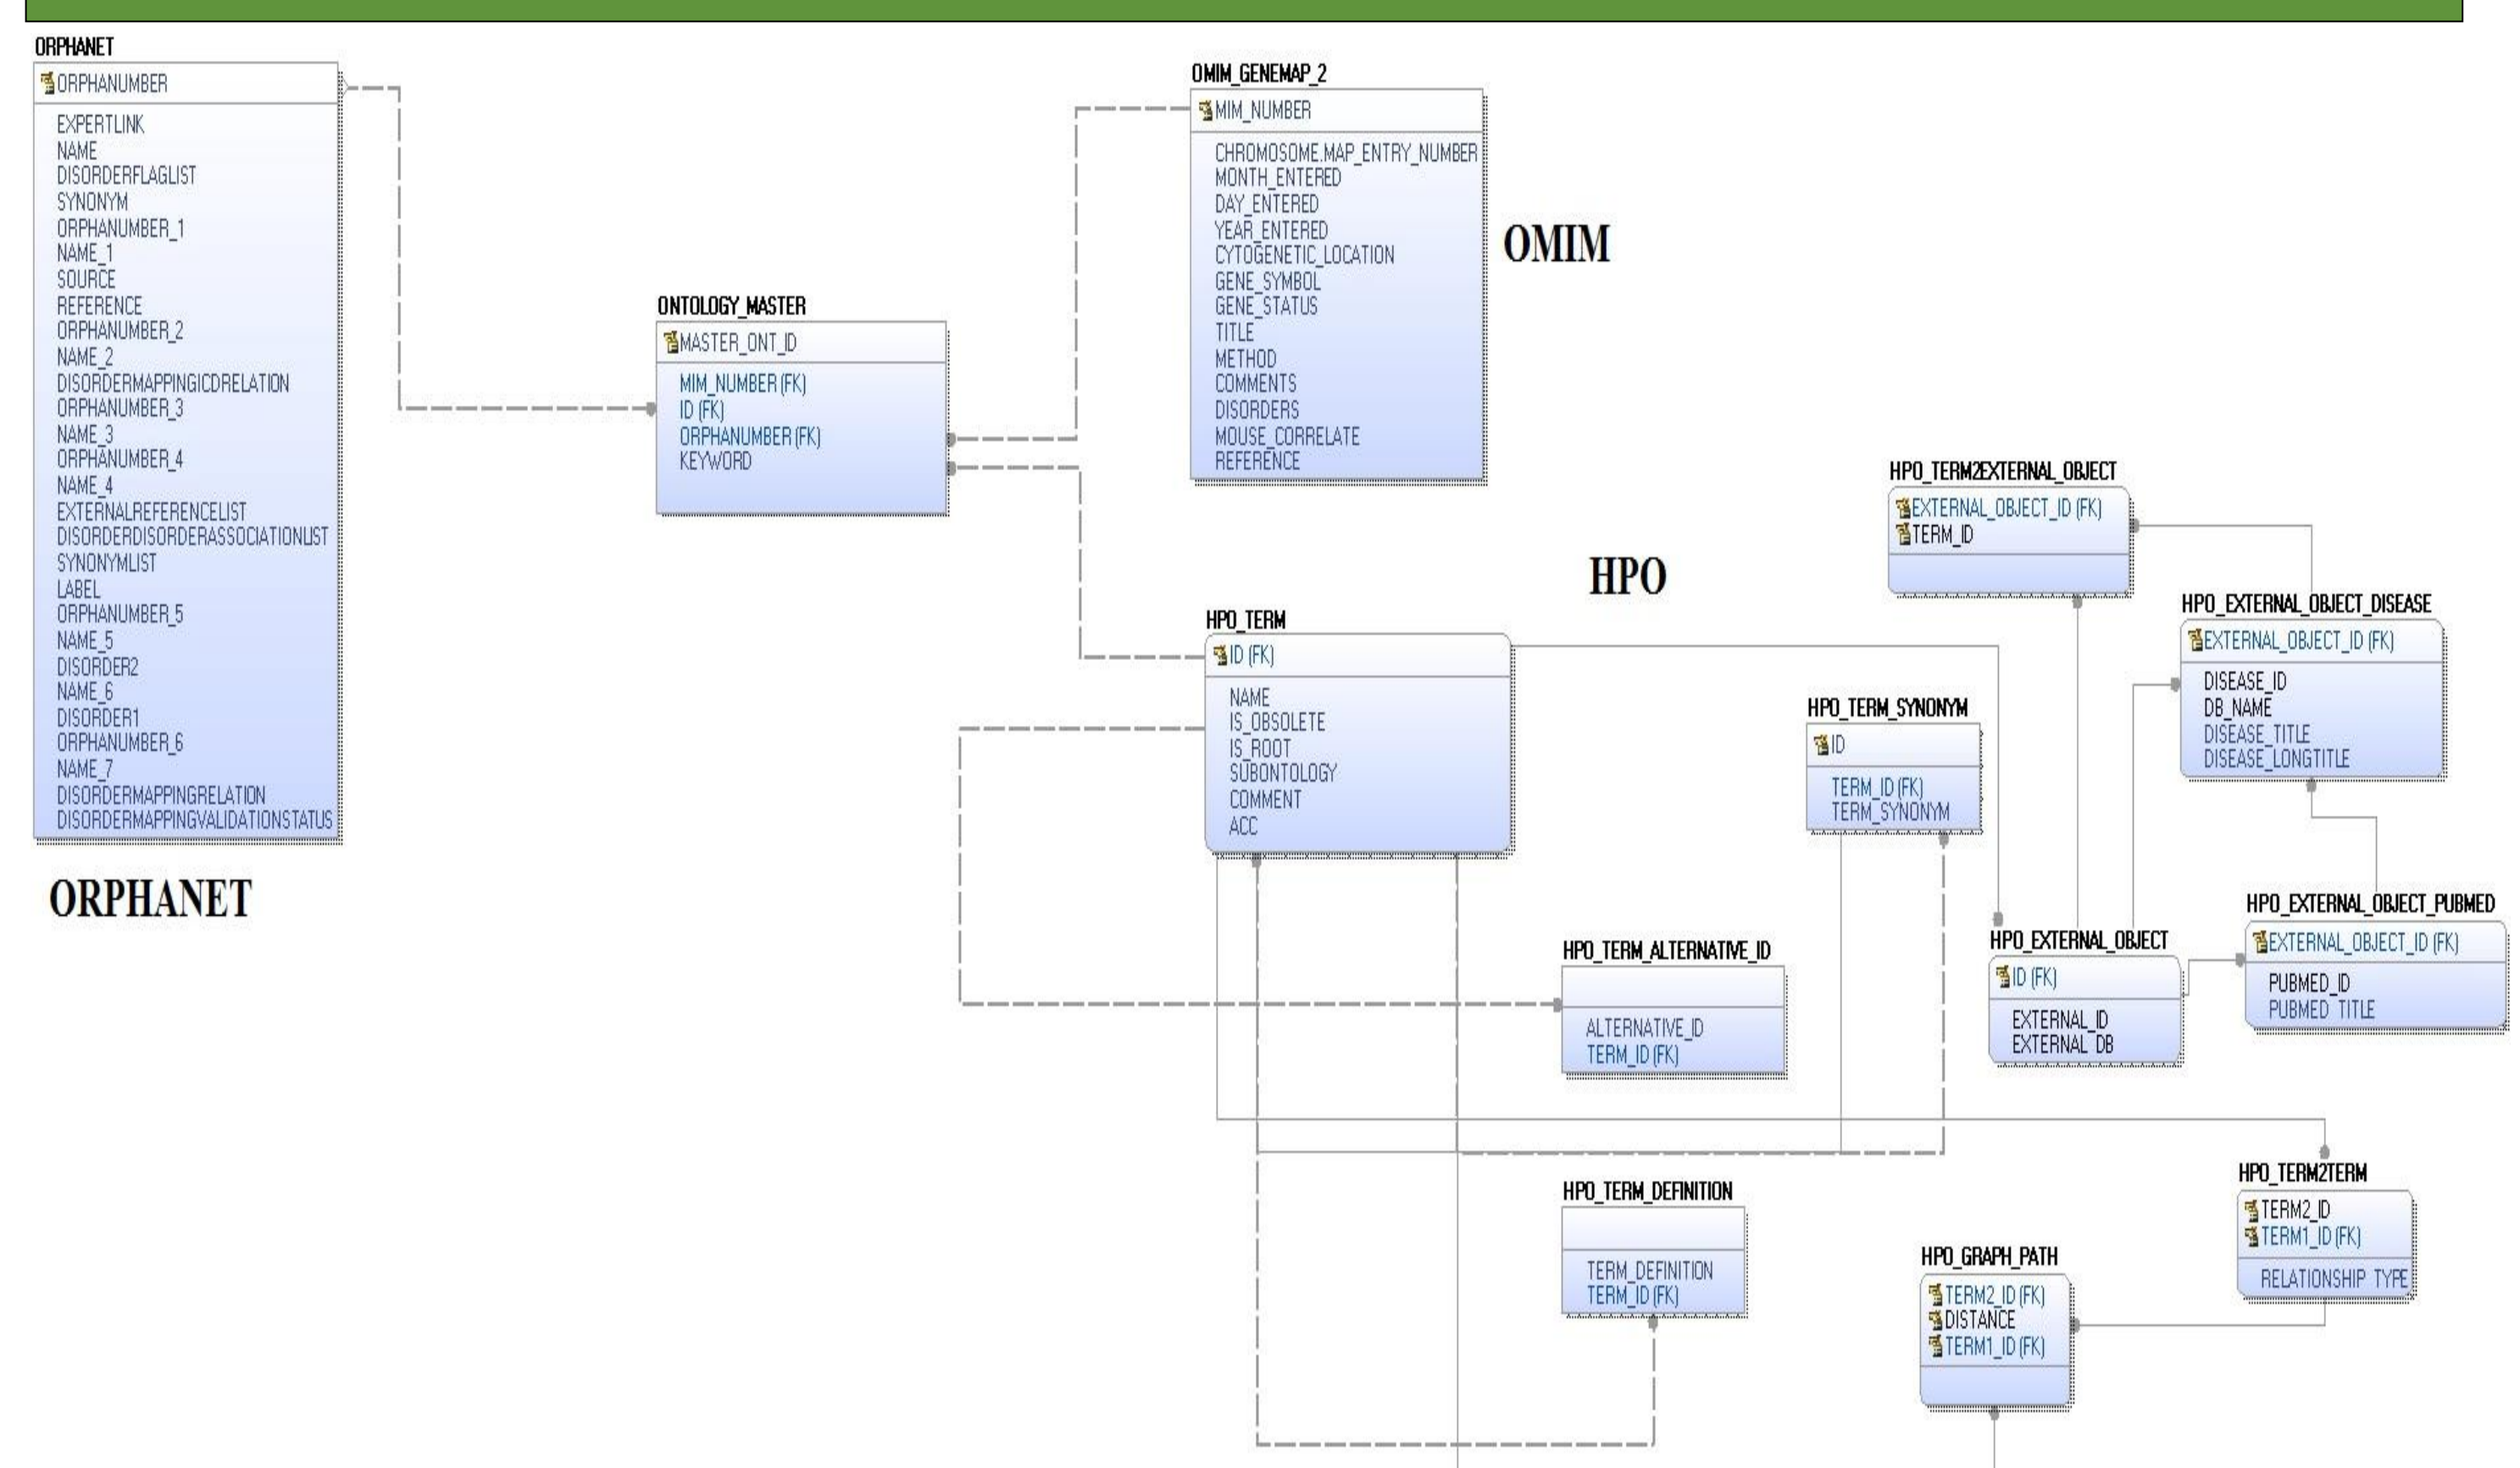 ORPHANET
ORPHANUMBER
EXPERTLINK
NAME
DISORDERFLAGLIST
SYNONYM
ORPHANUMBER_1
NAME_1
SOURCE
REFERENCE
ORPHANUMBER_2
NAME_2
DISORDERMAPPINGICDRELATION
ORPHANUMBER_3
NAME_3
ORPHANUMBER_4
NAME_4
EXTERNALREFERENCELIST
DISORDERDISORDERASSOCIATIONLIST
SYNONYMLIST
LABEL
ORPHANUMBER_5
NAME_5
DISORDER2
NAME_6
DISORDER1
ORPHANUMBER_6
NAME_7
DISORDERMAPPINGRELATION
DISORDERMAPPINGVALIDATIONSTATUS
ORPHANET
ONTOLOGY_MASTER
MASTER_ONT_ID
MIM_NUMBER (FK)
ID (FK)
ORPHANUMBER (FK)
KEYWORD
OMIM_GENEMAP_2
MIM_NUMBER
CHROMOSOME.MAP_ENTRY_NUMBER
MONTH_ENTERED
DAY_ENTERED
YEAR_ENTERED
CYTOGENETIC_LOCATION
GENE_SYMBOL
GENE_STATUS
TITLE
METHOD
COMMENTS
DISORDERS
MOUSE_CORRELATE
REFERENCE
OMIM
HPO
HPO_TERM
ID (FK)
NAME
IS_OBSOLETE
IS_ROOT
SUBONTOLOGY
COMMENT
ACC
HPO_TERM2EXTERNAL_OBJECT
EXTERNAL_OBJECT_ID (FK)
TERM_ID
HPO_EXTERNAL_OBJECT_DISEASE
EXTERNAL_OBJECT_ID (FK)
DISEASE_ID
DB_NAME
DISEASE_TITLE
DISEASE_LONGTITLE
HPO_TERM_SYNONYM
ID
TERM_ID (FK)
TERM_SYNONYM
HPO_EXTERNAL_OBJECT_PUBMED
EXTERNAL_OBJECT_ID (FK)
PUBMED_ID
PUBMED_TITLE
HPO_EXTERNAL_OBJECT
ID (FK)
EXTERNAL_ID
EXTERNAL_DB
HPO_TERM_ALTERNATIVE_ID
ALTERNATIVE_ID
TERM_ID (FK)
HPO_TERM_DEFINITION
TERM_DEFINITION
TERM_ID (FK)
HPO_TERM2TERM
TERM2_ID
TERM1_ID (FK)
RELATIONSHIP_TYPE
HPO_GRAPH_PATH
TERM2_ID (FK)
DISTANCE
TERM1_ID (FK)